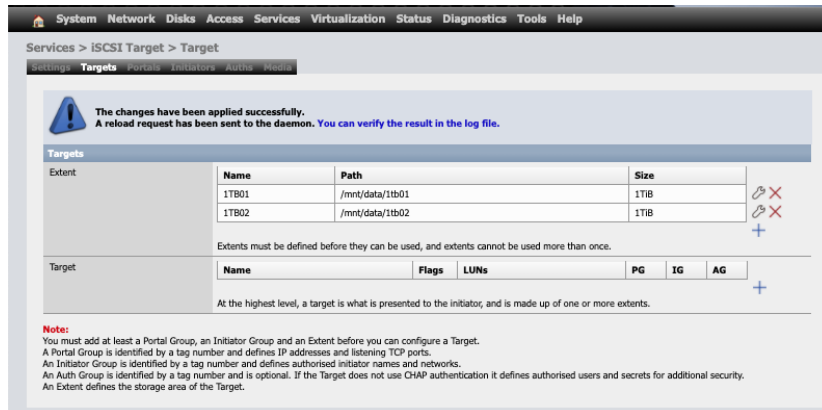 System Network Disks Access Services Virtualization Status Diagnostics Tools Help
Services > iSCSI Target > Target
Settings Targets Portals Initiators Auths Media
The changes have been applied successfully.
A reload request has been sent to the daemon. You can verify the result in the log file.
Targets
Extent
Name Path Size
1TB01 /mnt/data/1tb01 1TiB
1TB02 /mnt/data/1tb02 1TiB
Extents must be defined before they can be used, and extents cannot be used more than once.
Target
Name Flags LUNs PG IG AG
At the highest level, a target is what is presented to the initiator, and is made up of one or more extents.
Note:
You must add at least a Portal Group, an Initiator Group and an Extent before you can configure a Target.
A Portal Group is identified by a tag number and defines IP addresses and listening TCP ports.
An Initiator Group is identified by a tag number and defines authorised initiator names and networks.
An Auth Group is identified by a tag number and is optional. If the Target does not use CHAP authentication it defines authorised users and secrets for additional security.
An Extent defines the storage area of the Target.